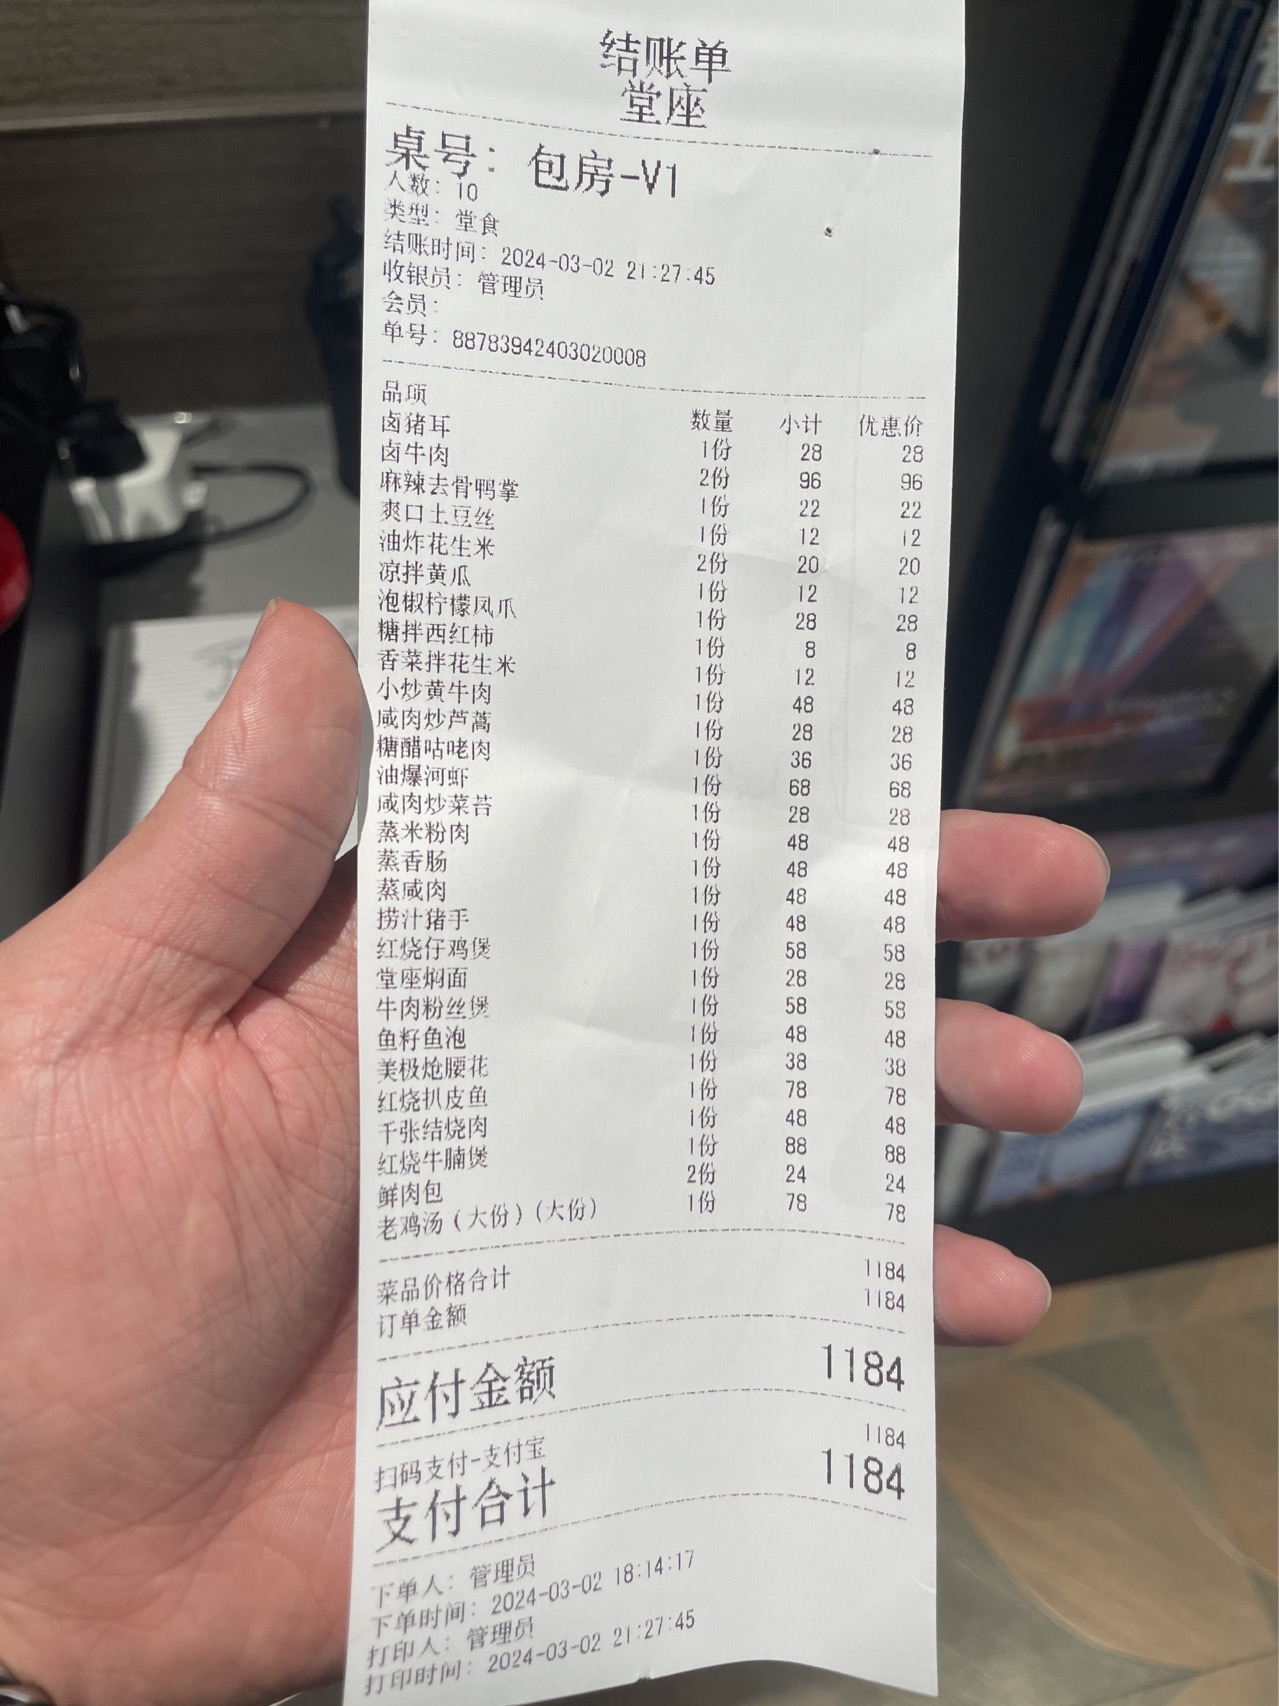 结账单
堂座
桌号: 包房-V1
人数: 10
类型: 堂食
结账时间: 2024-03-02 21:27:45
收银员: 管理员
会员:
单号: 88783942403020008
品项 数量 小计 优惠价
卤猪耳 1份 28 28
卤牛肉 2份 96 96
麻辣去骨鸭掌 1份 22 22
爽口土豆丝 1份 12 12
油炸花生米 2份 20 20
凉拌黄瓜 1份 12 12
泡椒柠檬凤爪 1份 28 28
糖拌西红柿 1份 8 8
香菜拌花生米 1份 12 12
小炒黄牛肉 1份 48 48
咸肉炒芦蒿 1份 28 28
糖醋咕咾肉 1份 36 36
油爆河虾 1份 68 68
咸肉炒菜苔 1份 28 28
蒸米粉肉 1份 48 48
蒸香肠 1份 48 48
蒸咸肉 1份 48 48
捞汁猪手 1份 48 48
红烧仔鸡煲 1份 58 58
堂座焖面 1份 28 28
牛肉粉丝煲 1份 58 58
鱼籽鱼泡 1份 48 48
美极炝腰花 1份 38 38
红烧扒皮鱼 1份 78 78
千张结烧肉 1份 48 48
红烧牛腩煲 1份 88 88
鲜肉包 2份 24 24
老鸡汤(大份)(大份) 1份 78 78
菜品价格合计 1184
订单金额 1184
应付金额 1184
扫码支付-支付宝 1184
支付合计 1184
下单人: 管理员
下单时间: 2024-03-02 18:14:17
打印人: 管理员
打印时间: 2024-03-02 21:27:45